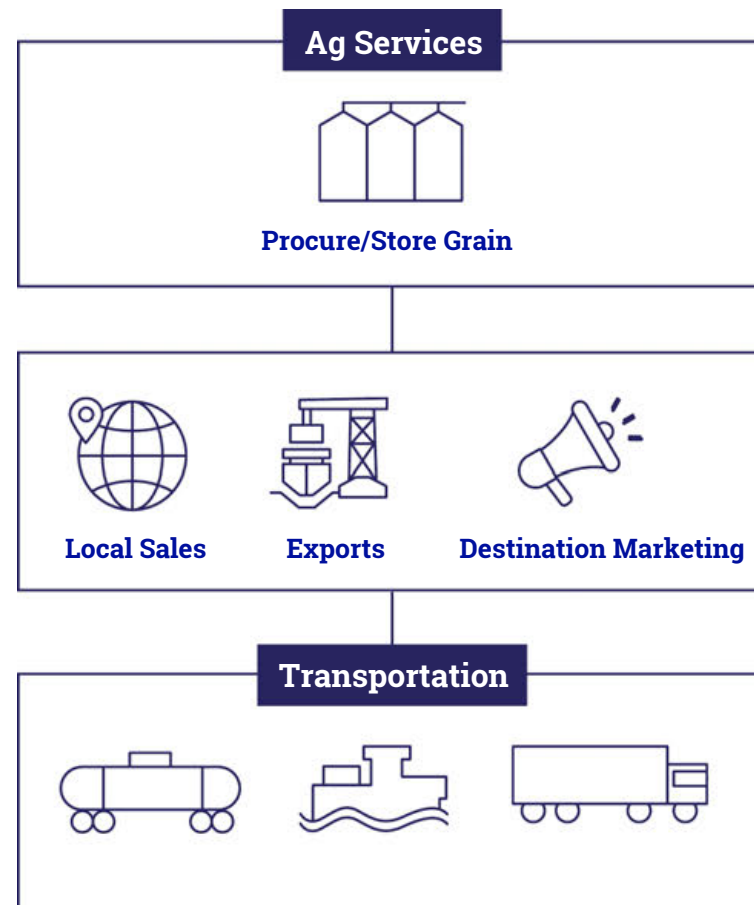 Ag Services
Procure/Store Grain
Local Sales
Exports
Destination Marketing
Transportation